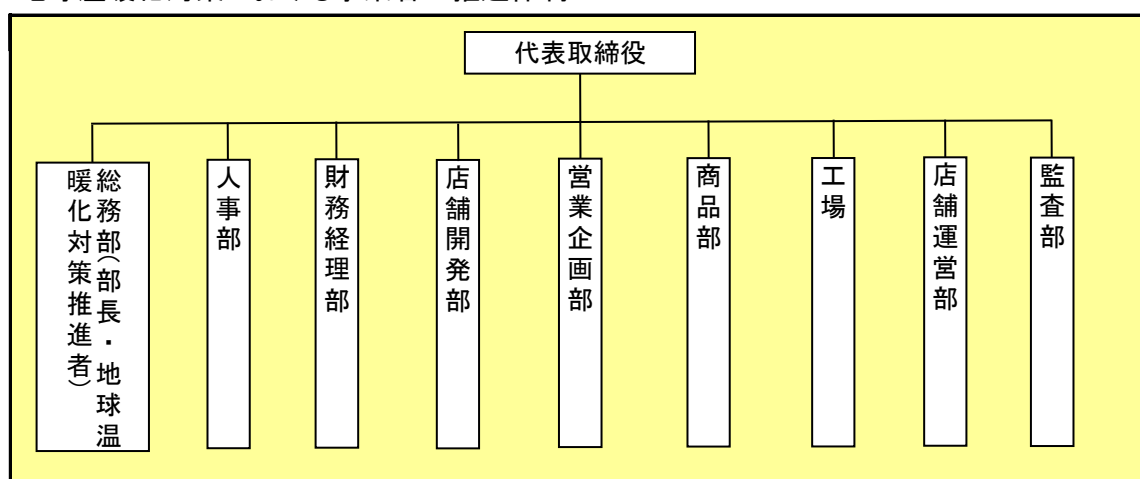 代表取締役
総務部(部長・地球温
暖化対策推進者)
人事部
財務経理部
店舗開発部
営業企画部
商品部
工場
店舗運営部
監査部